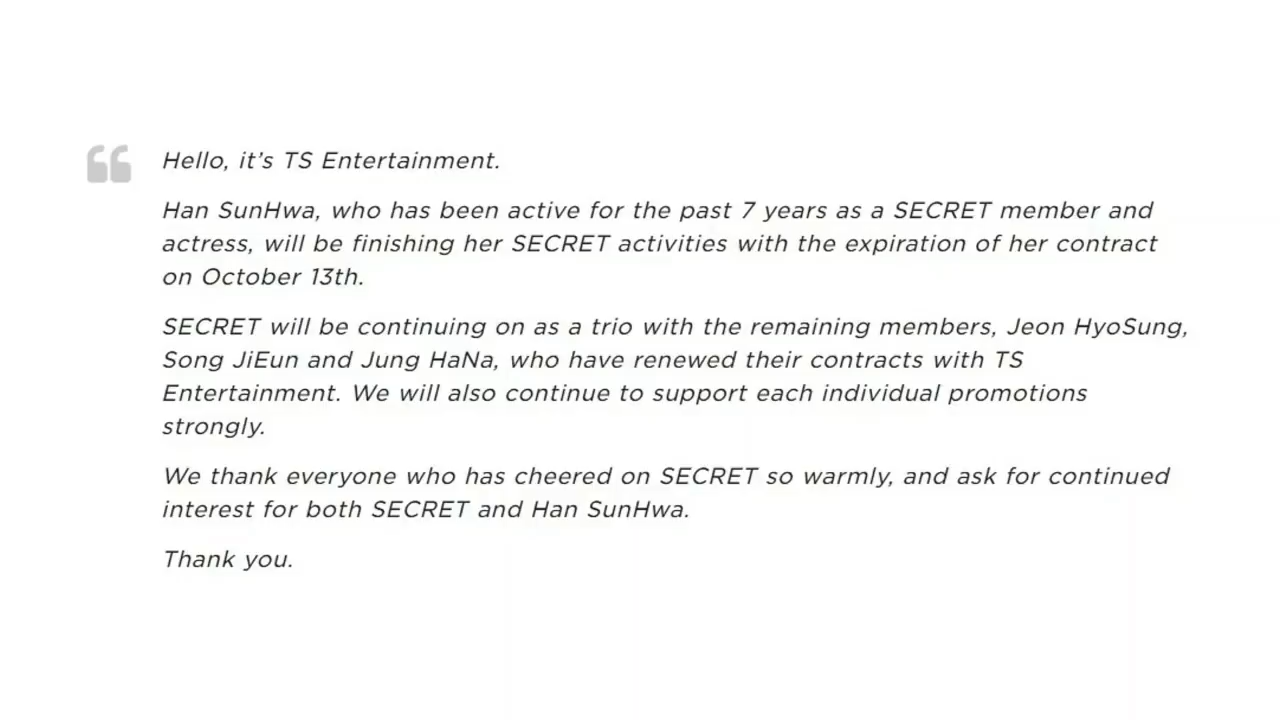 Hello, it’s TS Entertainment.
Han SunHwa, who has been active for the past 7 years as a SECRET member and
actress, will be finishing her SECRET activities with the expiration of her contract
on October 13th.
SECRET will be continuing on as a trio with the remaining members, Jeon HyoSung,
Song JiEun and Jung HaNa, who have renewed their contracts with TS
Entertainment. We will also continue to support each individual promotions
strongly.
We thank everyone who has cheered on SECRET so warmly, and ask for continued
interest for both SECRET and Han SunHwa.
Thank you.